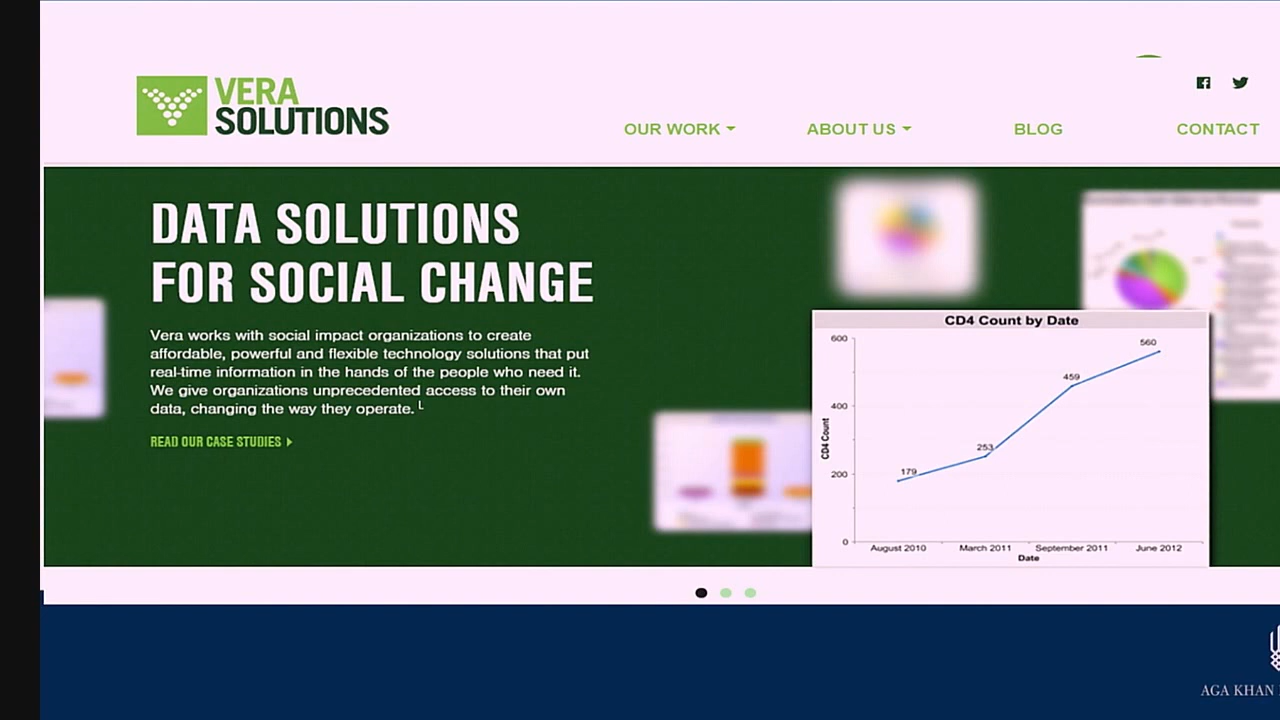 VERA
SOLUTIONS
OUR WORK
ABOUT US
BLOG
CONTACT
DATA SOLUTIONS
FOR SOCIAL CHANGE
Vera works with social impact organizations to create
affordable, powerful and flexible technology solutions that put
real-time information in the hands of the people who need it.
We give organizations unprecedented access to their own
data, changing the way they operate.
READ OUR CASE STUDIES
CD4 Count by Date
600
400
200
0
CD4 Count
179
253
459
560
August 2010
March 2011
September 2011
June 2012
Date
AGA KHAN